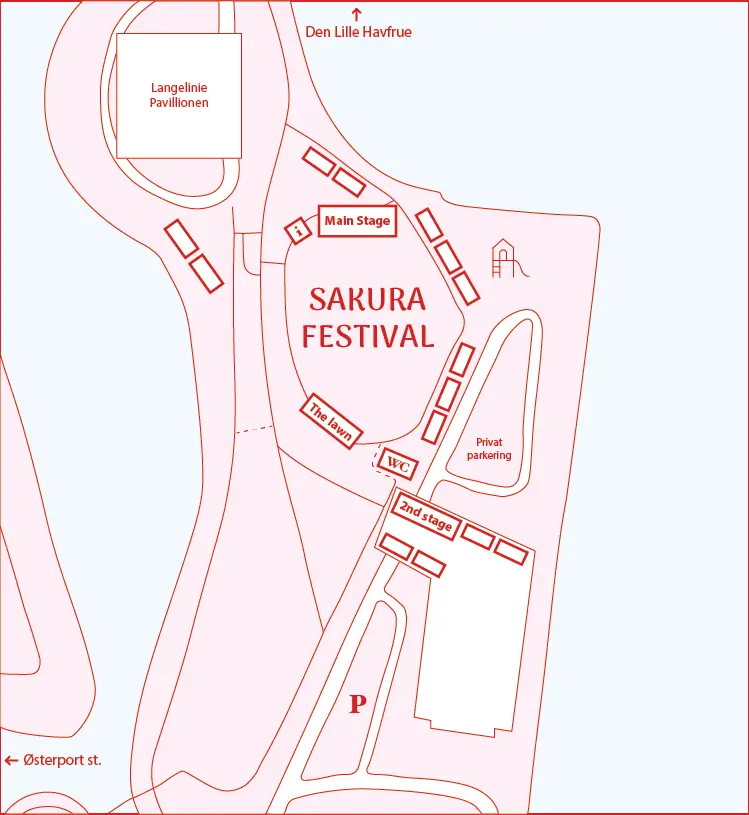 Den Lille Havfrue
Langelinie
Pavillionen
Main Stage
i
SAKURA
FESTIVAL
The lawn
WC
Privat
parkering
2nd stage
P
Østerport st.